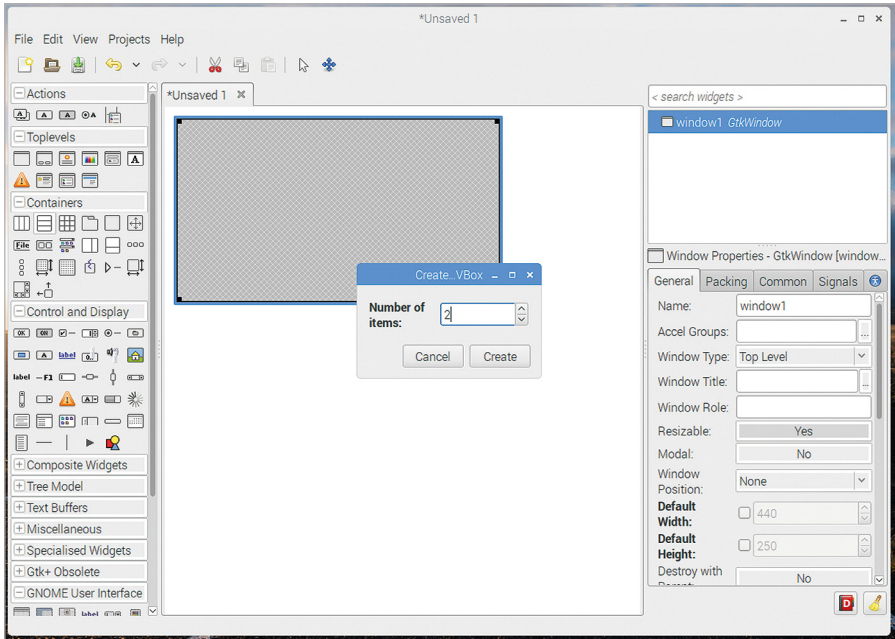 *Unsaved 1
File Edit View Projects Help
Actions
Toplevels
Containers
File
Control and Display
OK ON
label
label
Composite Widgets
Tree Model
Text Buffers
Miscellaneous
Specialised Widgets
Gtk+ Obsolete
GNOME User Interface
label
*Unsaved 1
Create...VBox
Number of
items:
2
Cancel Create
< search widgets >
window1 GtkWindow
Window Properties - GtkWindow [window...
General Packing Common Signals
Name: window1
Accel Groups: ...
Window Type: Top Level
Window Title: ...
Window Role:
Resizable: Yes
Modal: No
Window
Position: None
Default
Width: 440
Default
Height: 250
Destroy with
No
D